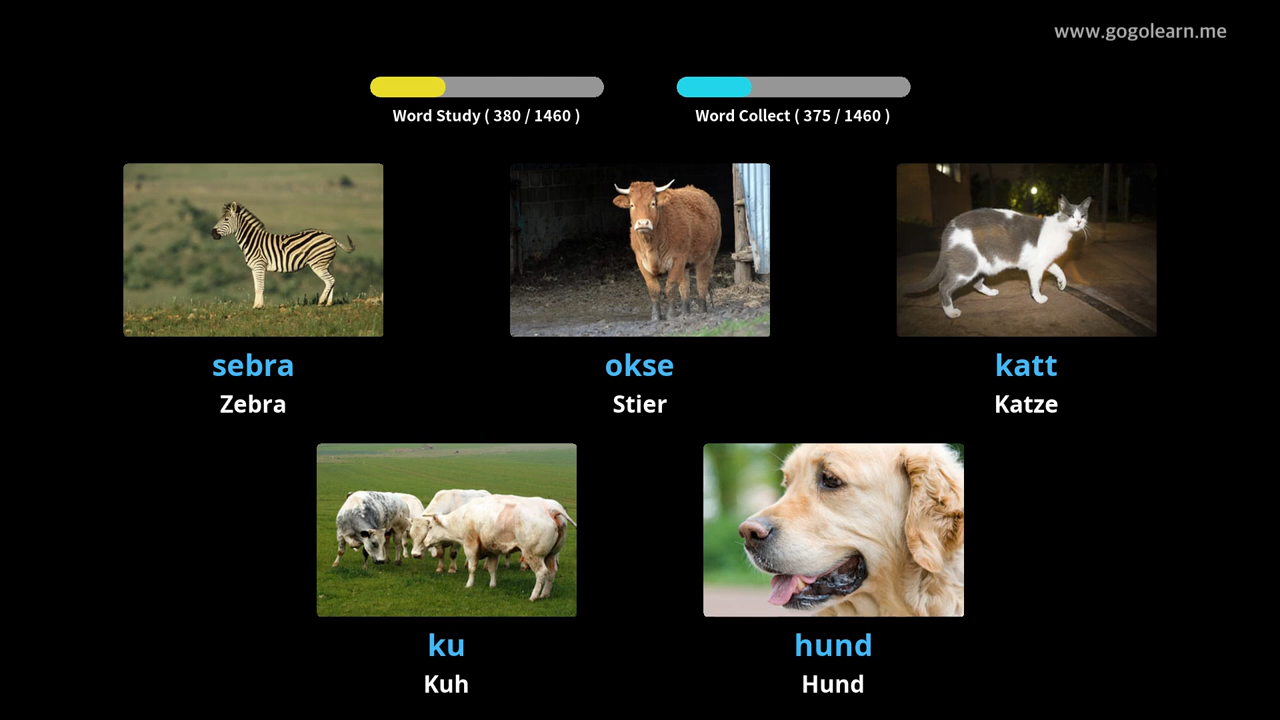 www.gogolearn.me
Word Study ( 380 / 1460 )
Word Collect ( 375 / 1460 )
sebra
Zebra
okse
Stier
katt
Katze
ku
Kuh
hund
Hund